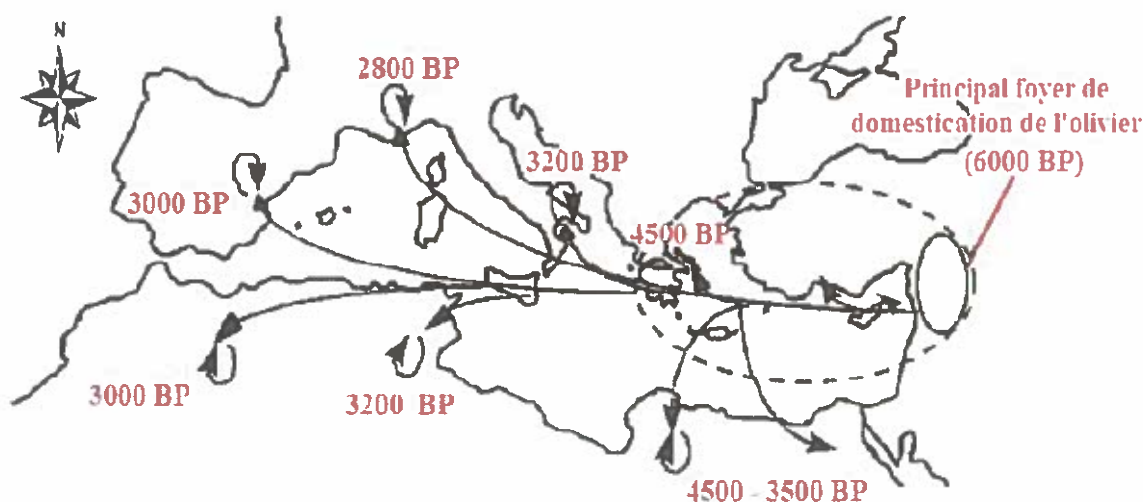 N
2800 BP
Principal foyer de
domestication de l'olivier
(6000 BP)
3200 BP
3000 BP
4500 BP
3000 BP
3200 BP
4500 - 3500 BP